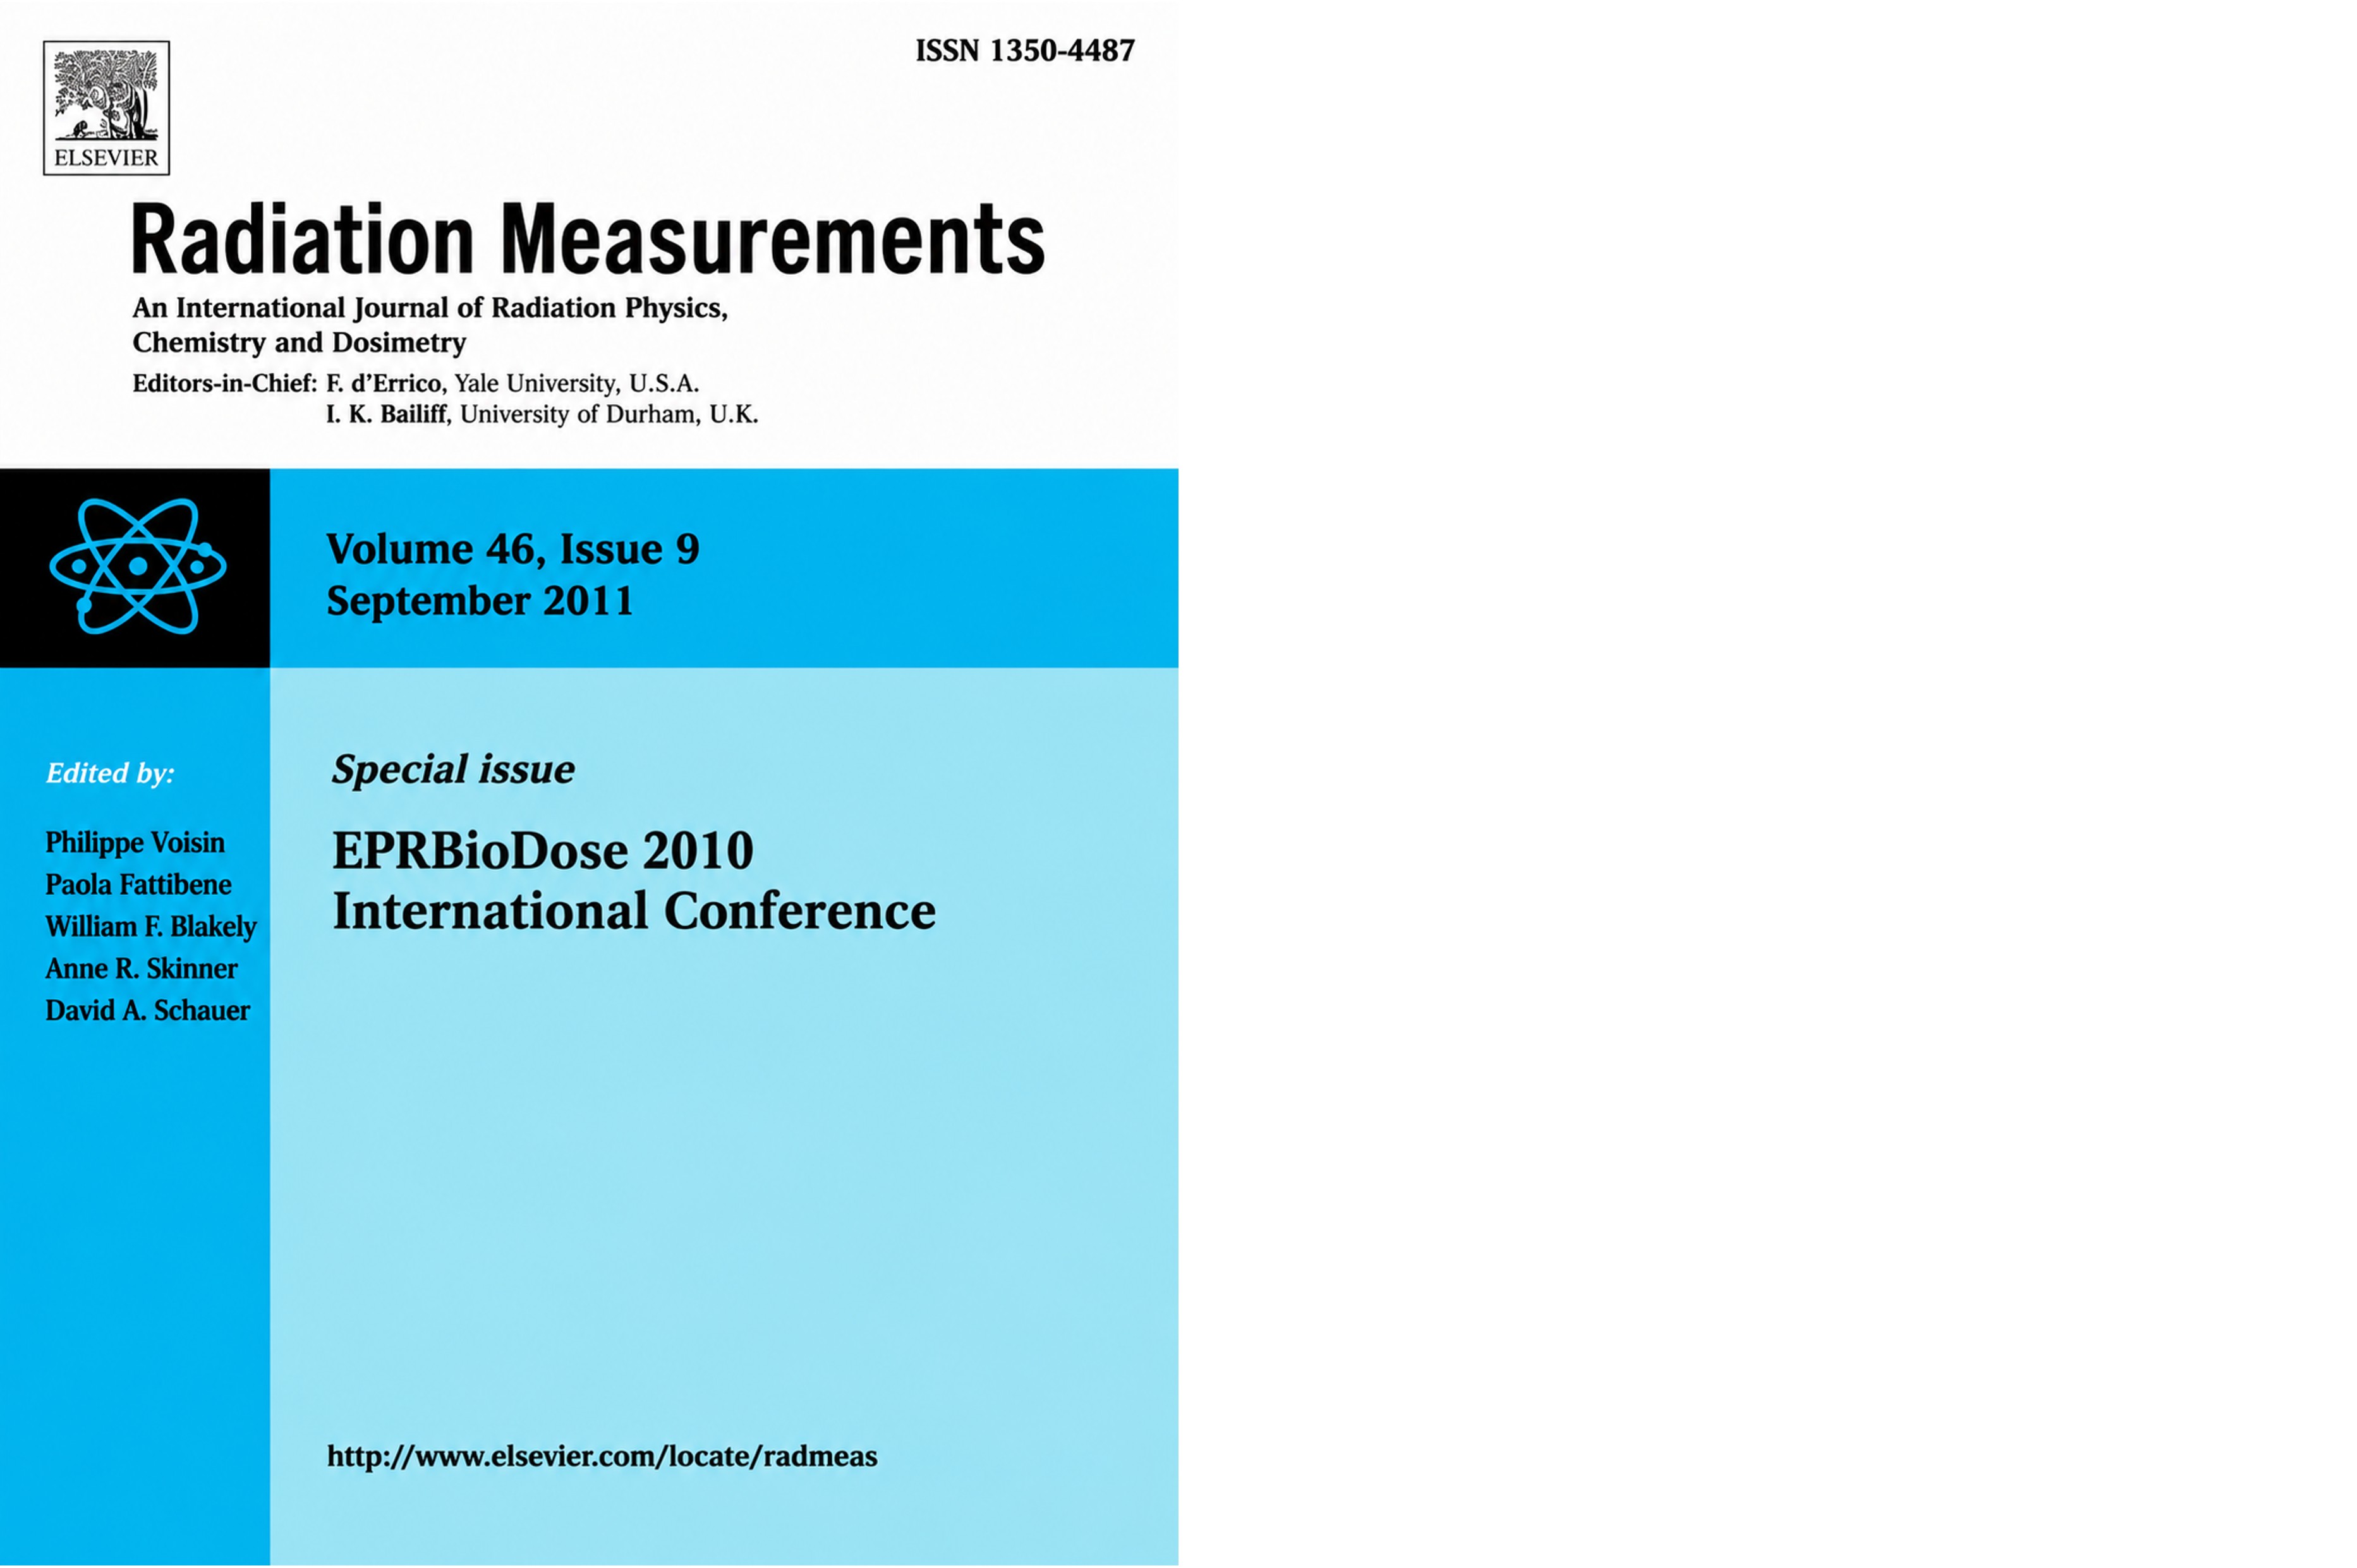 ISSN 1350-4487
ELSEVIER
Radiation Measurements
An International Journal of Radiation Physics,
Chemistry and Dosimetry
Editors-in-Chief: F. d'Errico, Yale University, U.S.A.
I. K. Bailiff, University of Durham, U.K.
Volume 46, Issue 9
September 2011
Edited by:
Philippe Voisin
Paola Fattibene
William F. Blakely
Anne R. Skinner
David A. Schauer
Special issue
EPRBioDose 2010
International Conference
http://www.elsevier.com/locate/radmeas